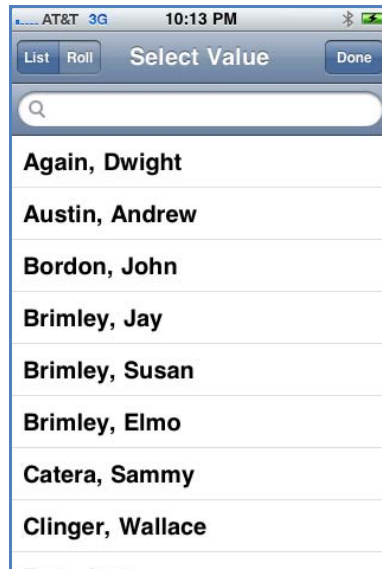 AT&T 3G 10:13 PM
List Roll Select Value Done
Again, Dwight
Austin, Andrew
Bordon, John
Brimley, Jay
Brimley, Susan
Brimley, Elmo
Catera, Sammy
Clinger, Wallace